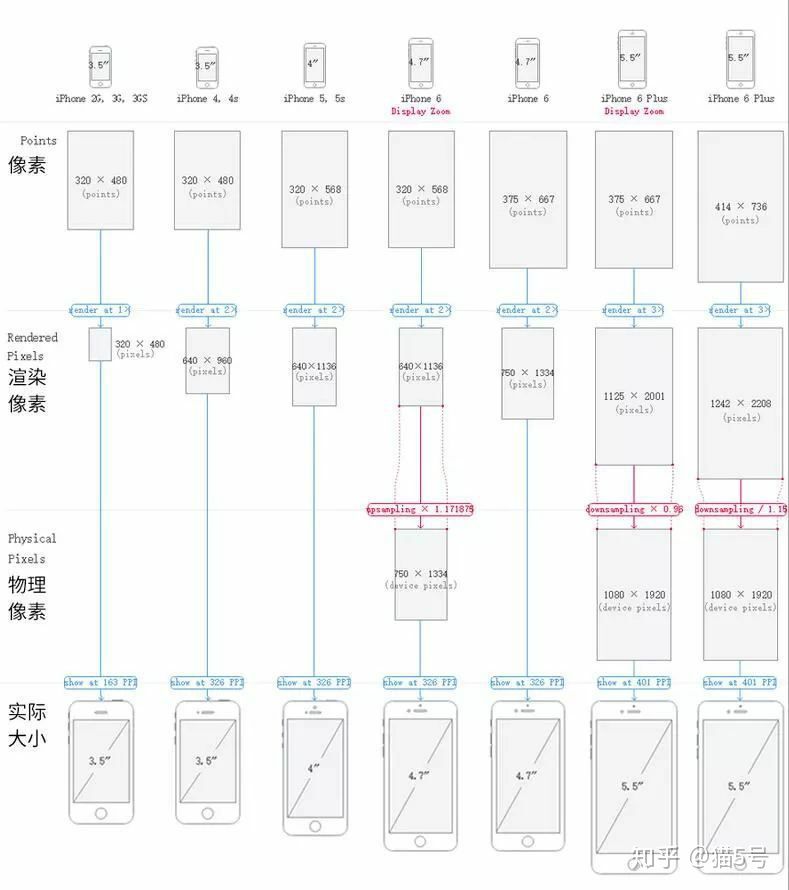 3.5″ 3.5″ 4″ 4.7″ 4.7″ 5.5″ 5.5″
iPhone 2G, 3G, 3GS iPhone 4, 4s iPhone 5, 5s iPhone 6 iPhone 6 iPhone 6 Plus iPhone 6 Plus
Display Zoom Display Zoom
Points
像素
320 × 480 320 × 480 320 × 568 320 × 568 375 × 667 375 × 667 414 × 736
(points) (points) (points) (points) (points) (points) (points)
render at 1× render at 2× render at 2× render at 2× render at 2× render at 3× render at 3×
Rendered
Pixels
渲染
像素
320 × 480 640 × 960 640×1136 640×1136 750 × 1334 1125 × 2001 1242 × 2208
(pixels) (pixels) (pixels) (pixels) (pixels) (pixels) (pixels)
upsampling × 1.171875 downsampling × 0.96 downsampling / 1.15
Physical
Pixels
物理
像素
750 × 1334 1080 × 1920 1080 × 1920
(device pixels) (device pixels) (device pixels)
show at 163 PPI show at 326 PPI show at 326 PPI show at 326 PPI show at 326 PPI show at 401 PPI show at 401 PPI
实际
大小
3.5″ 3.5″ 4″ 4.7″ 4.7″ 5.5″ 5.5″
知乎 @猫5号